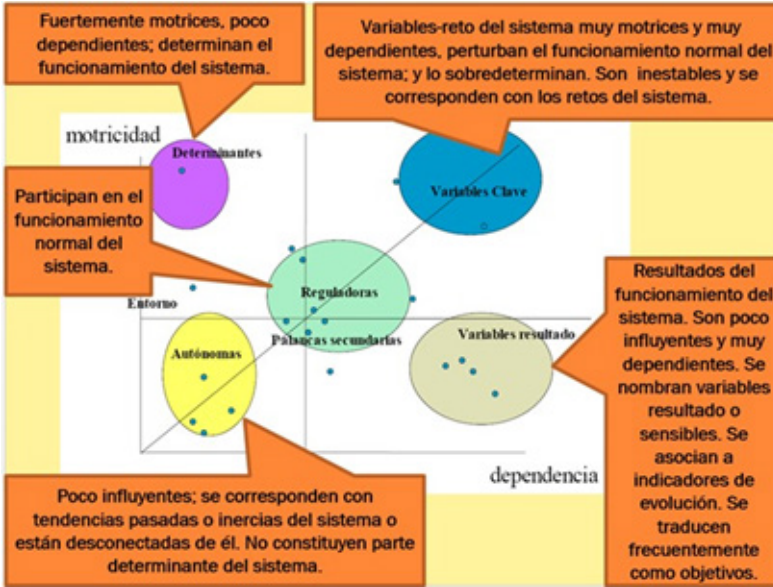 Fuertemente motrices, poco
dependientes; determinan el
funcionamiento del sistema.
Variables-reto del sistema muy motrices y muy
dependientes, perturban el funcionamiento normal del
sistema; y lo sobredeterminan. Son inestables y se
corresponden con los retos del sistema.
motricidad
Determinantes
Variables Clave
Participan en el
funcionamiento
normal del
sistema.
Reguladoras
Entorno
Palancas secundarias
Variables resultado
Autónomas
Resultados del
funcionamiento del
sistema. Son poco
influyentes y muy
dependientes. Se
nombran variables
resultado o
sensibles. Se
asocian a
indicadores de
evolución. Se
traducen
frecuentemente
como objetivos.
dependencia
Poco influyentes; se corresponden con
tendencias pasadas o inercias del sistema o
están desconectadas de él. No constituyen parte
determinante del sistema.